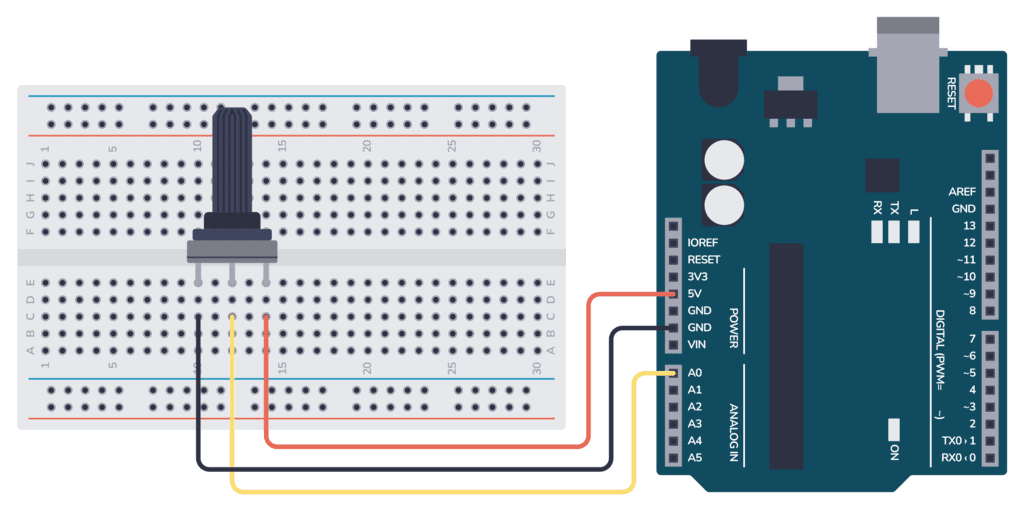 1 5 10 15 20 25 30
J J
I I
H H
G G
F F
E E
D D
C C
B B
A A
1 5 10 15 20 25 30
RESET
RX TX L
IOREF
RESET
3V3
5V
GND
GND
VIN
POWER
A0
A1
A2
A3
A4
A5
ANALOG IN
AREF
GND
13
12
~11
~10
~9
8
7
~6
~5
4
~3
2
TX0›1
RX0‹0
DIGITAL (PWM= ~)
ON